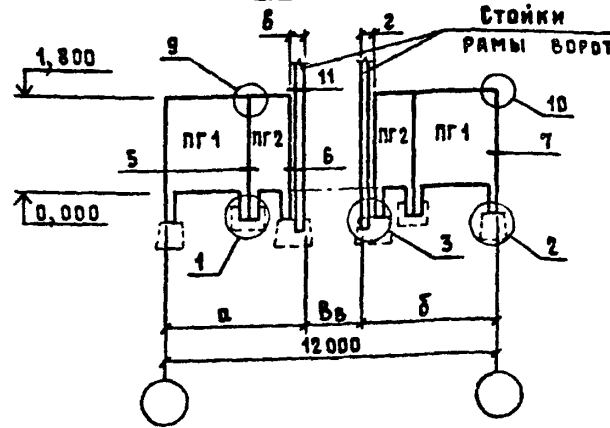 Стойки
рамы ворот
б 2
1,800
9
11
10
ПГ1
ПГ2
ПГ2
ПГ1
5
6
7
0,000
1
3
2
а
Вв
б
12000